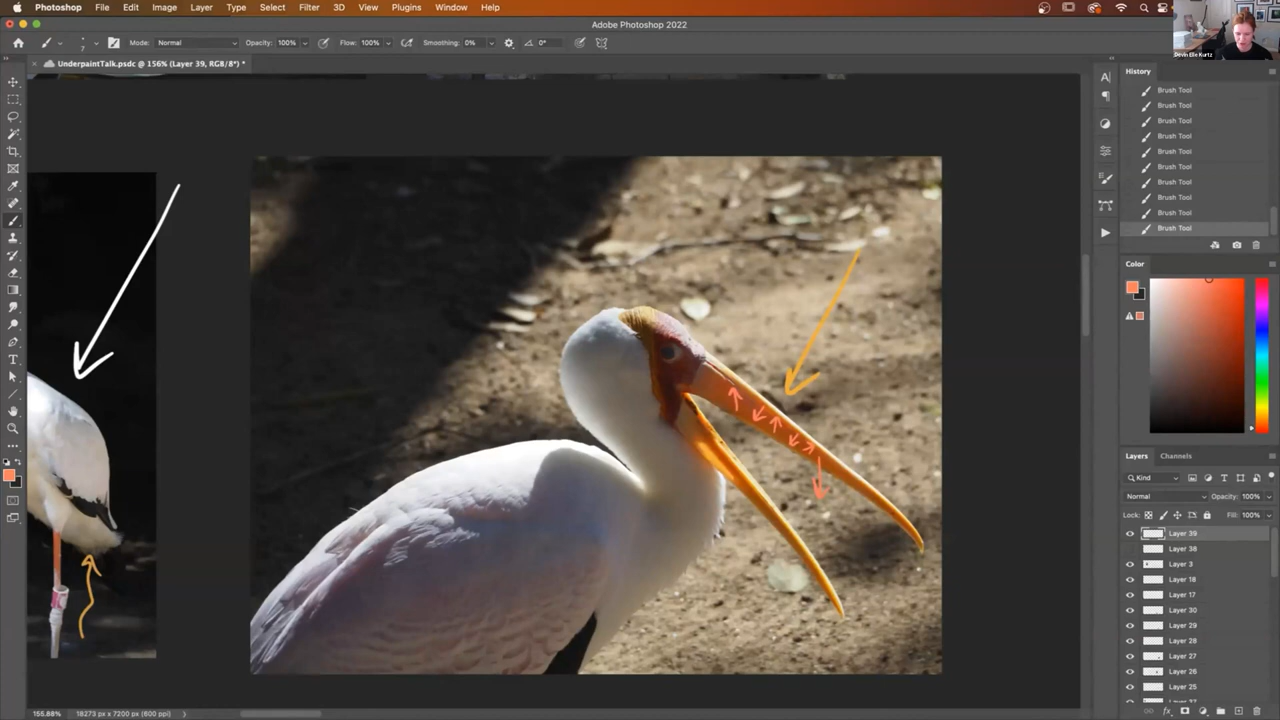 Photoshop File Edit Image Layer Type Select Filter 3D View Plugins Window Help
Adobe Photoshop 2022
Mode: Normal Opacity: 100% Flow: 100% Smoothing: 0% 0°
Devin Elle Kurtz
UnderpaintTalk.psdc @ 156% (Layer 39, RGB/8*) *
History
Brush Tool
Brush Tool
Brush Tool
Brush Tool
Brush Tool
Brush Tool
Brush Tool
Brush Tool
Brush Tool
Brush Tool
Color
Layers Channels
Kind
Normal Opacity: 100%
Lock: Fill: 100%
Layer 39
Layer 38
Layer 3
Layer 18
Layer 17
Layer 30
Layer 29
Layer 28
Layer 27
Layer 26
Layer 25
155.88% 18273 px x 7200 px (600 ppi)